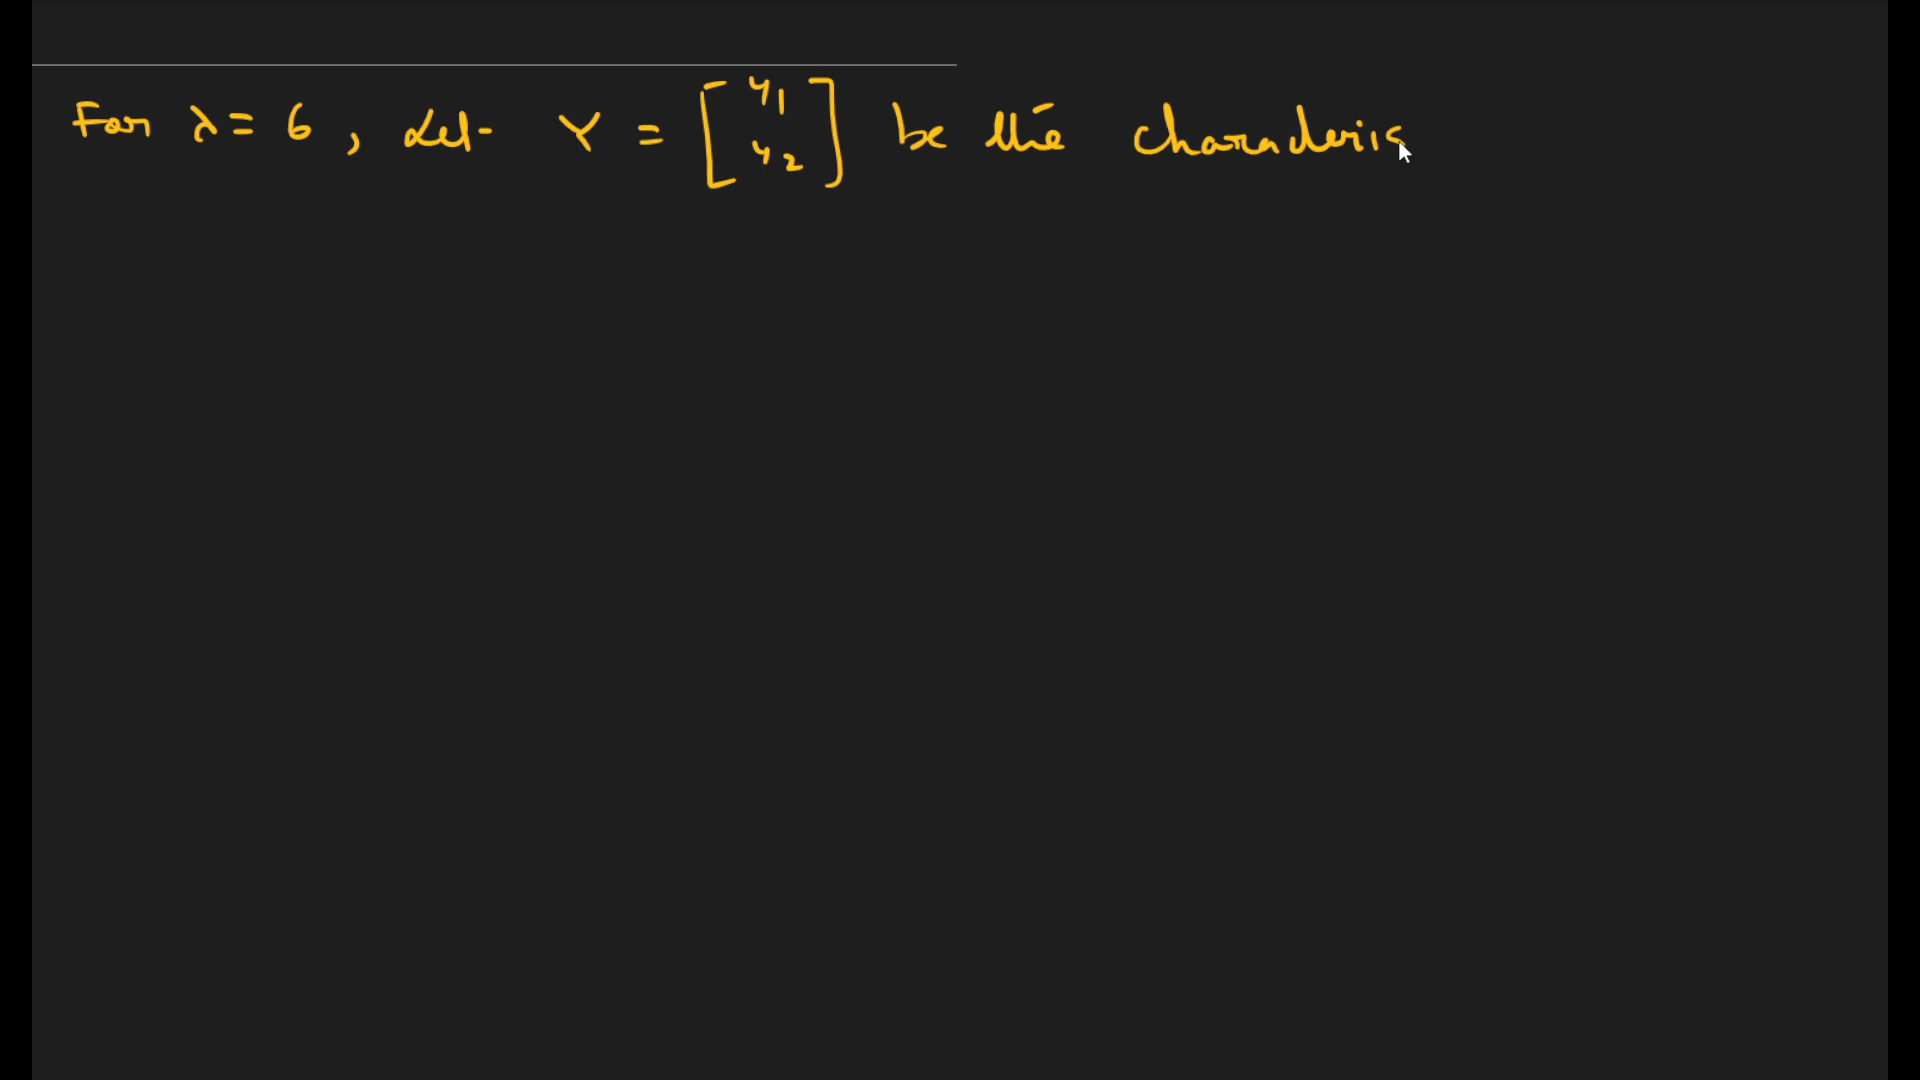 For λ = 6, let Y = [y1 y2] be the characteris